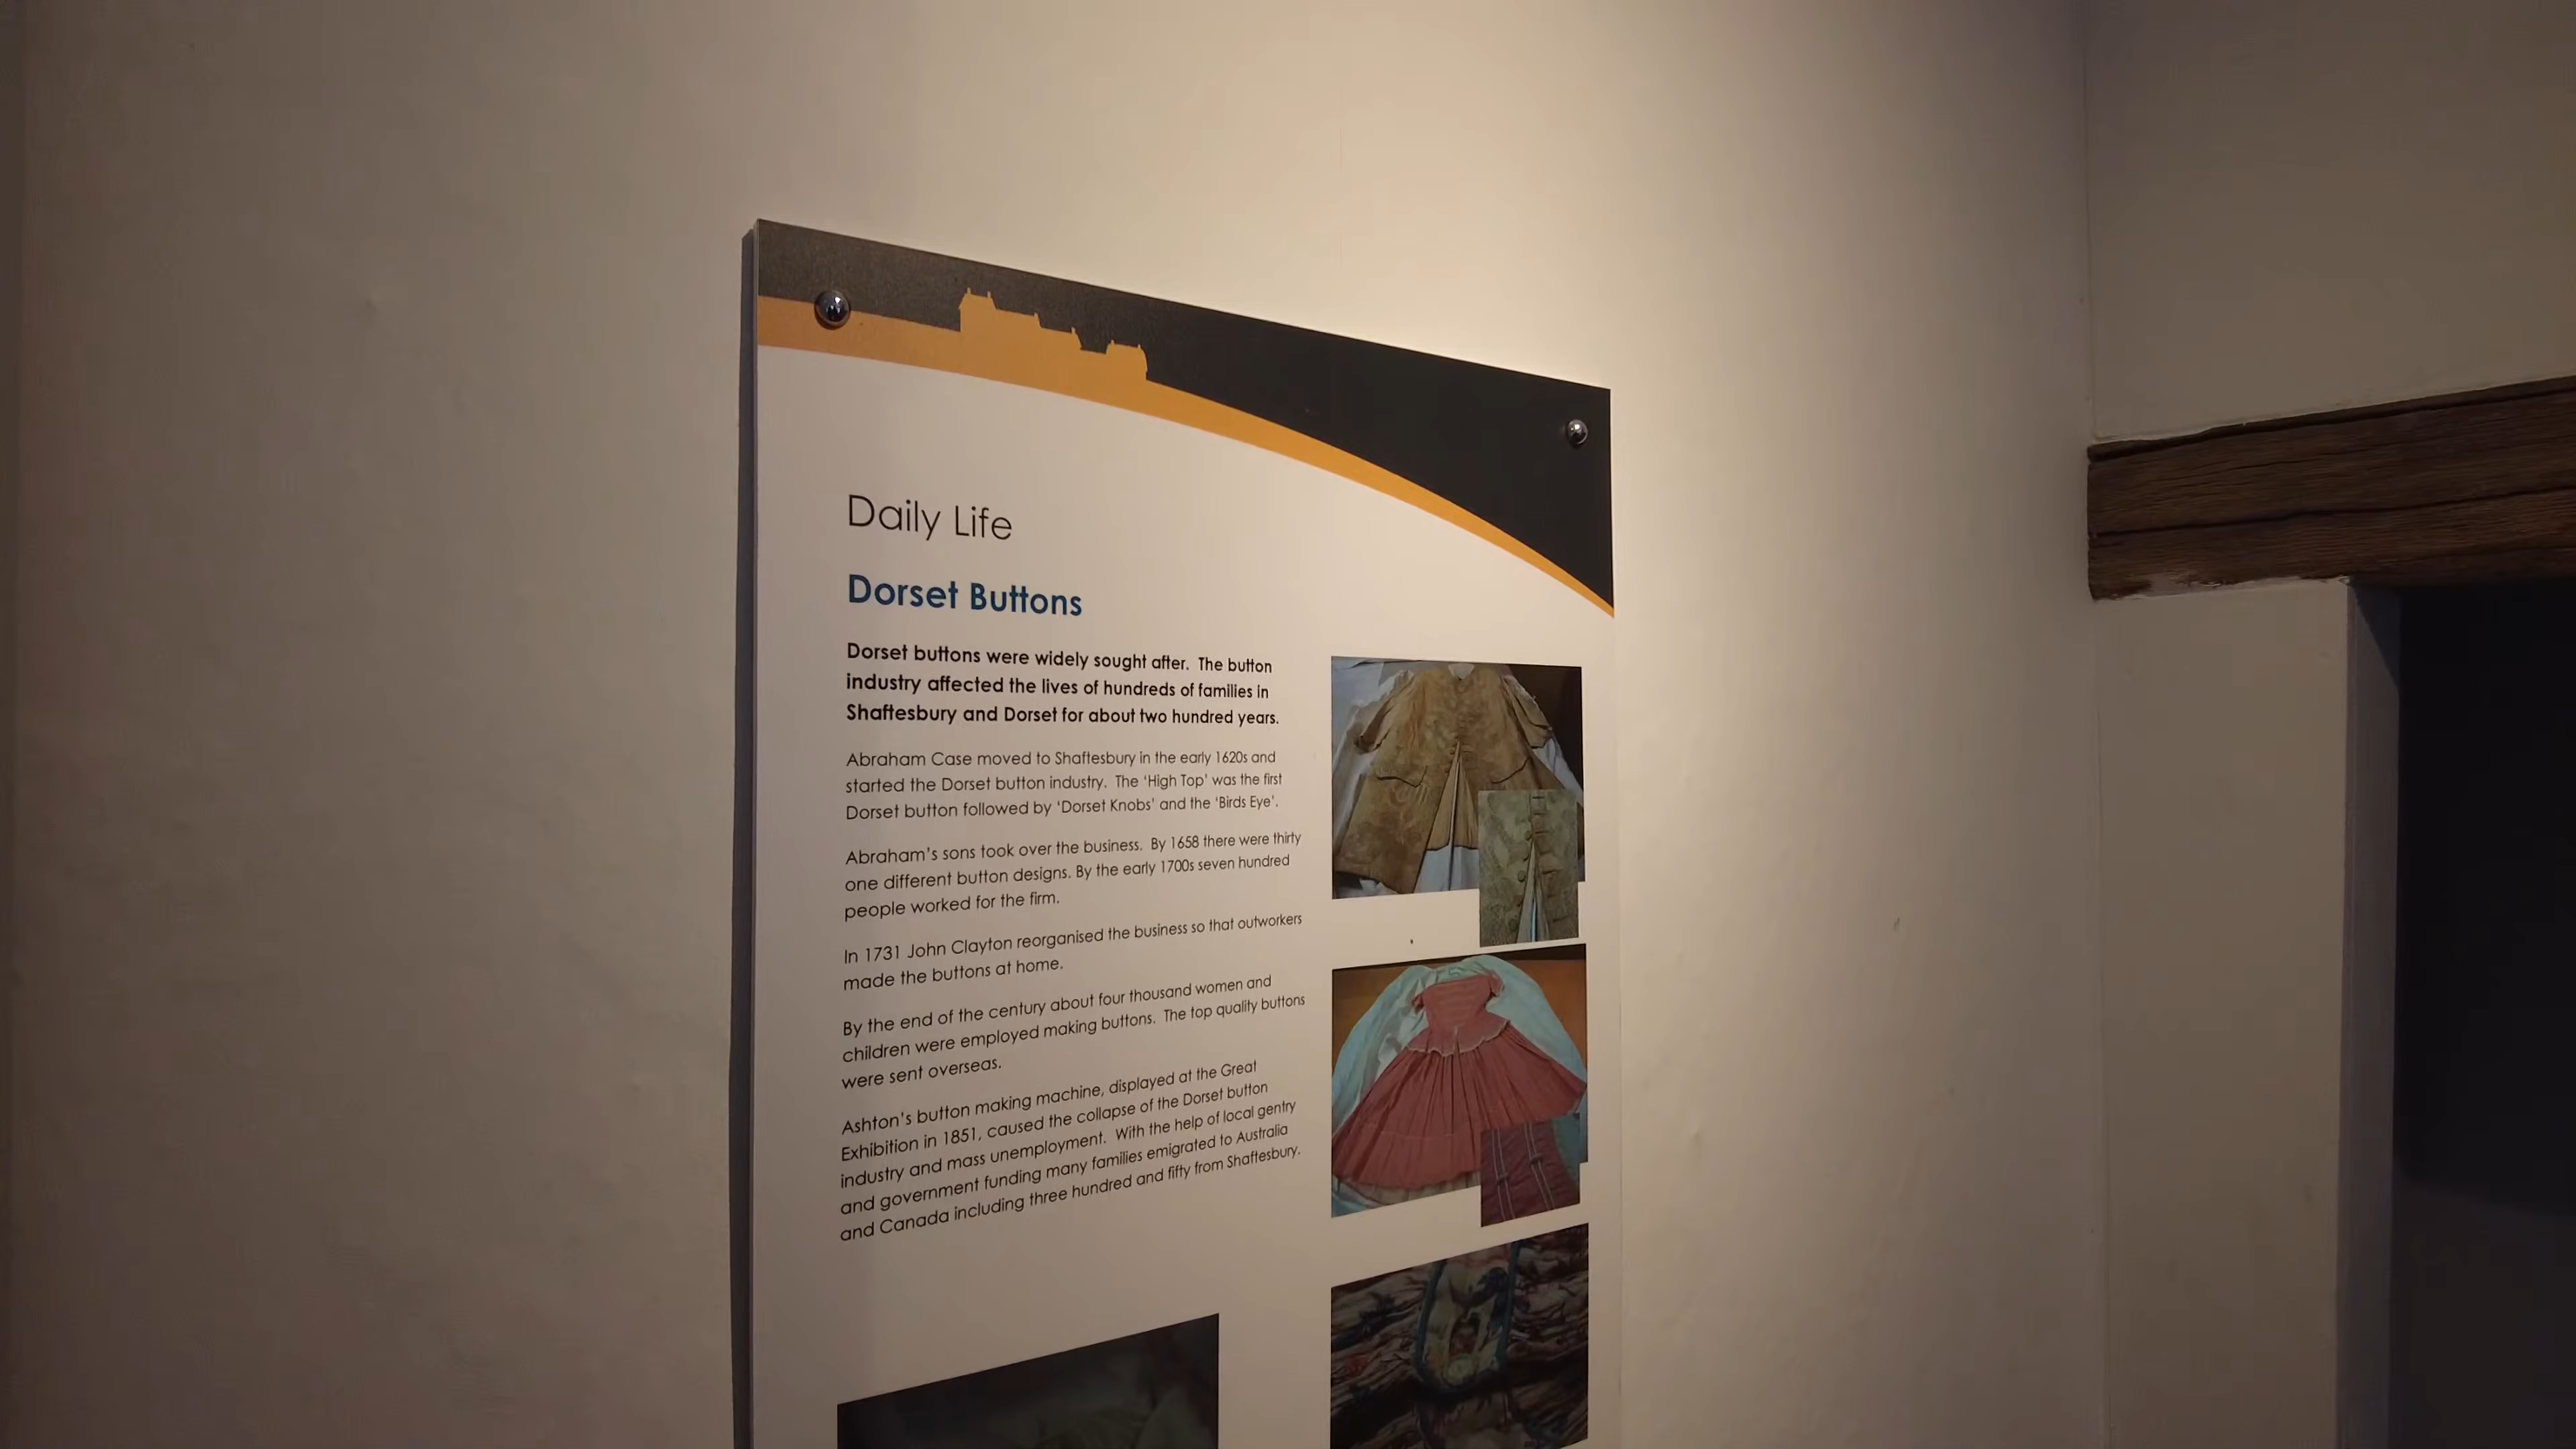 Daily Life
Dorset Buttons
Dorset buttons were widely sought after. The button
industry affected the lives of hundreds of families in
Shaftesbury and Dorset for about two hundred years.
Abraham Case moved to Shaftesbury in the early 1620s and
started the Dorset button industry. The ‘High Top’ was the first
Dorset button followed by ‘Dorset Knobs’ and the ‘Birds Eye’.
Abraham’s sons took over the business. By 1658 there were thirty
one different button designs. By the early 1700s seven hundred
people worked for the firm.
In 1731 John Clayton reorganised the business so that outworkers
made the buttons at home.
By the end of the century about four thousand women and
children were employed making buttons. The top quality buttons
were sent overseas.
Ashton’s button making machine, displayed at the Great
Exhibition in 1851, caused the collapse of the Dorset button
industry and mass unemployment. With the help of local gentry
and government funding many families emigrated to Australia
and Canada including three hundred and fifty from Shaftesbury.